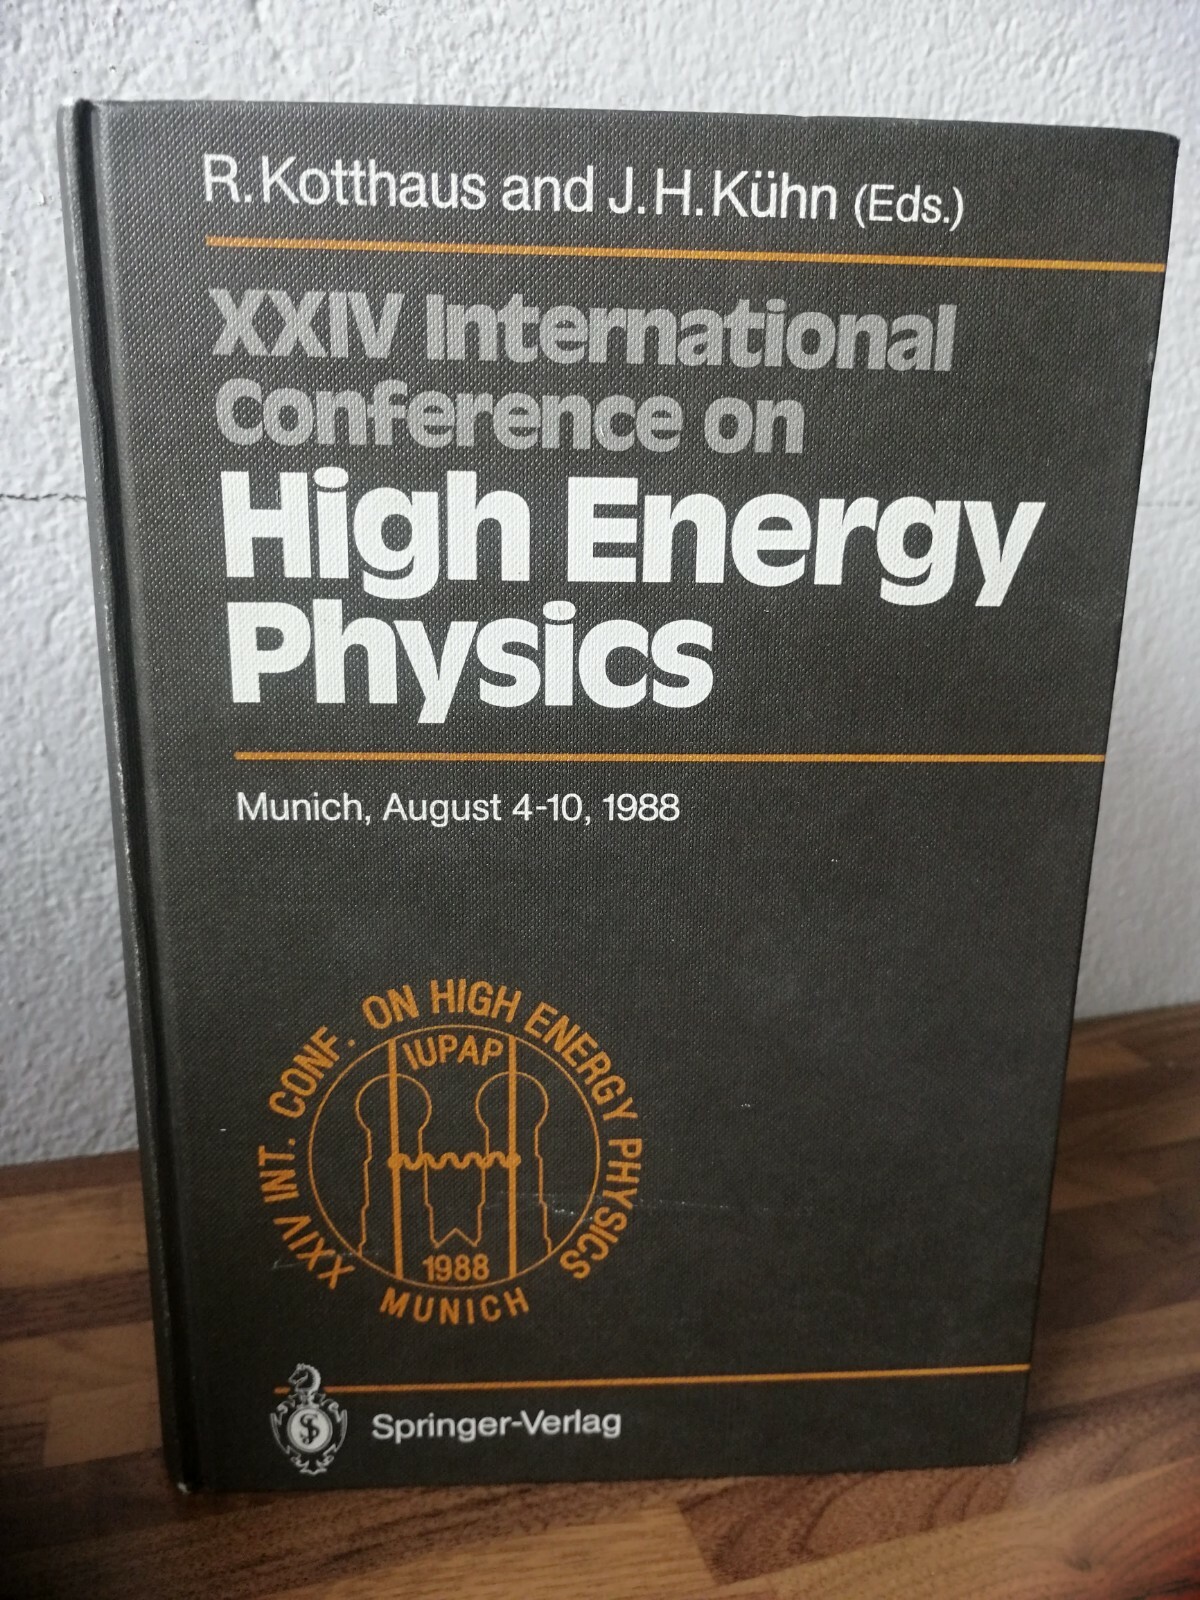 R. Kotthaus and J. H. Kühn (Eds.)
XXIV International
Conference on
High Energy
Physics
Munich, August 4-10, 1988
XXIV INT. CONF. ON HIGH ENERGY PHYSICS
IUPAP
1988
MUNICH
Springer-Verlag